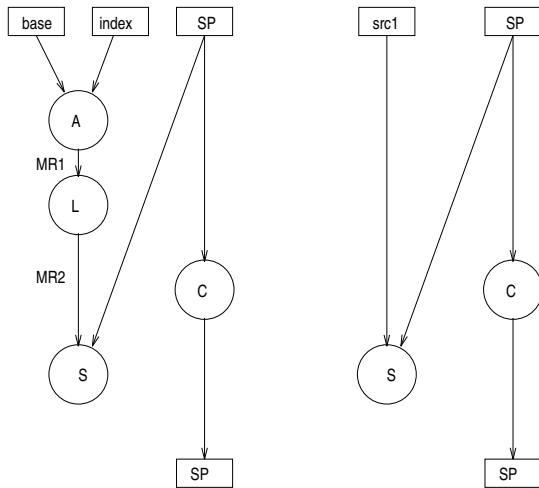 base index SP src1 SP
A
MR1
L
MR2
C C
S S
SP SP